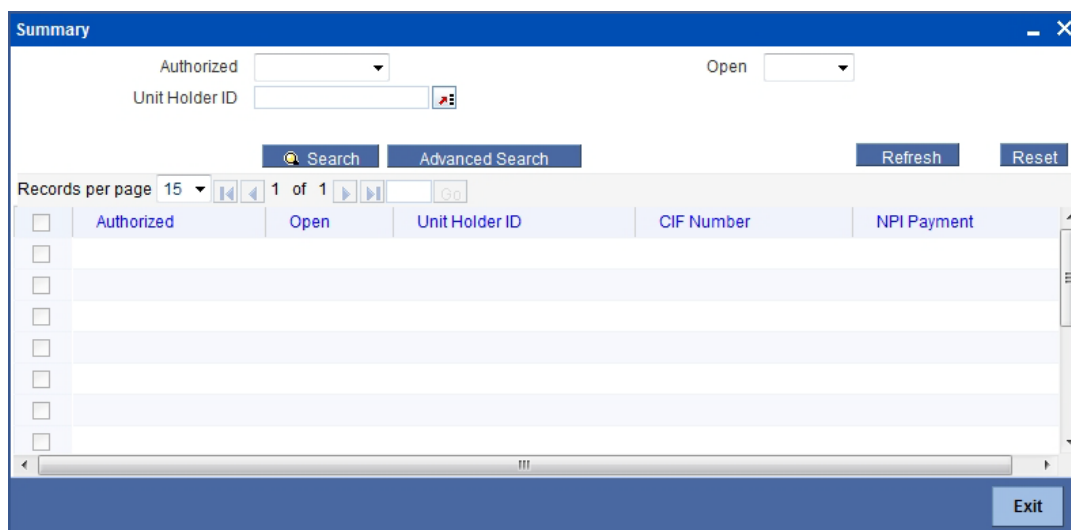 Summary
Authorized Open
Unit Holder ID
Search Advanced Search Refresh Reset
Records per page 15 1 of 1 Go
Authorized Open Unit Holder ID CIF Number NPI Payment
Exit